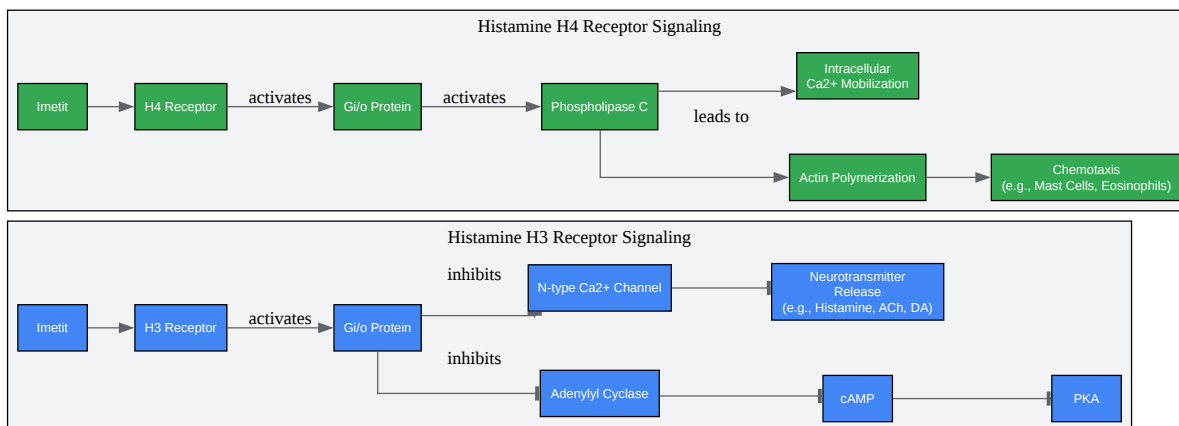 Histamine H4 Receptor Signaling
Imetit
H4 Receptor
activates
Gi/o Protein
activates
Phospholipase C
leads to
Intracellular
Ca2+ Mobilization
Actin Polymerization
Chemotaxis
(e.g., Mast Cells, Eosinophils)
Histamine H3 Receptor Signaling
Imetit
H3 Receptor
activates
Gi/o Protein
inhibits
N-type Ca2+ Channel
Neurotransmitter
Release
(e.g., Histamine, ACh, DA)
inhibits
Adenylyl Cyclase
cAMP
PKA